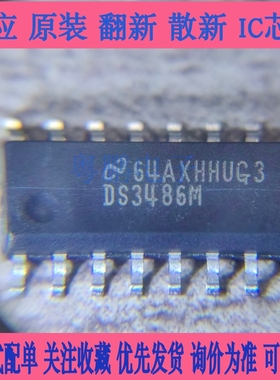 应 原装 翻新 散新 IC芯
64AXHHUG3
DS3486M
式配单 关注收藏 优先发货 询价为准 可